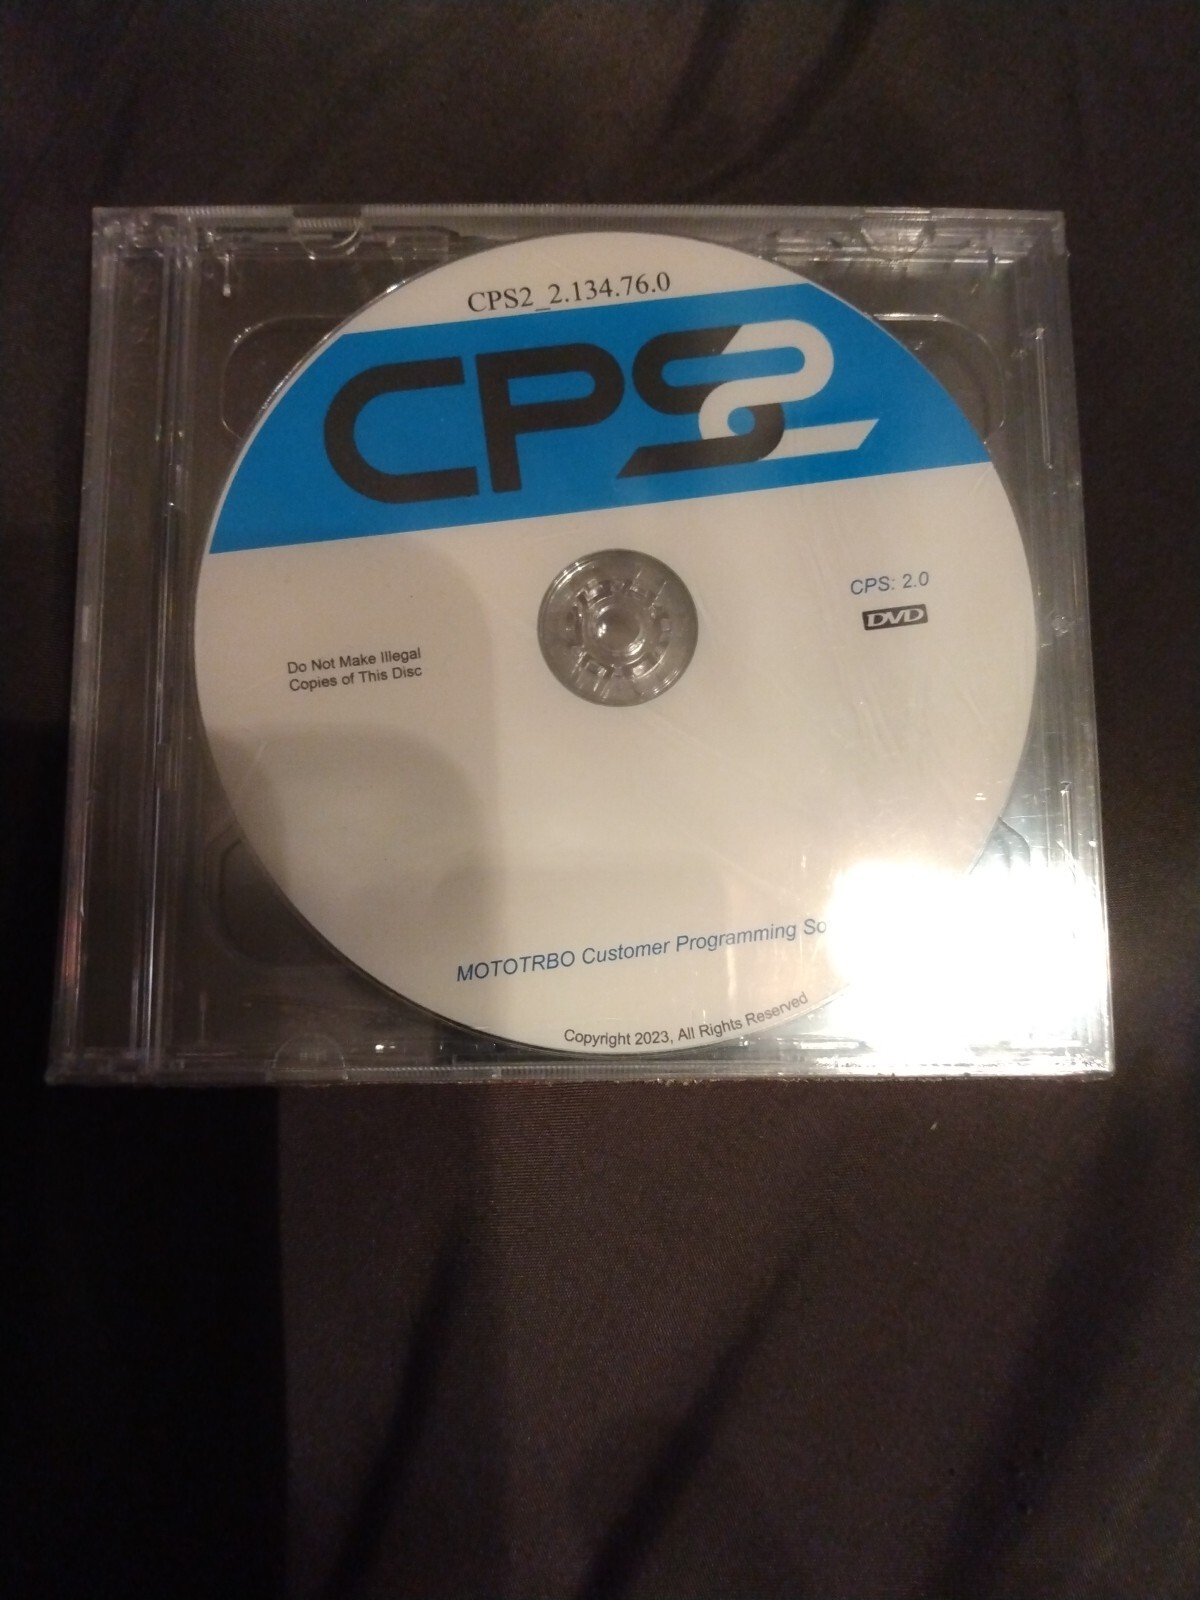 CPS2_2.134.76.0
CPS2
CPS: 2.0
DVD
Do Not Make Illegal
Copies of This Disc
MOTOTRBO Customer Programming
Copyright 2023, All Rights Reserved